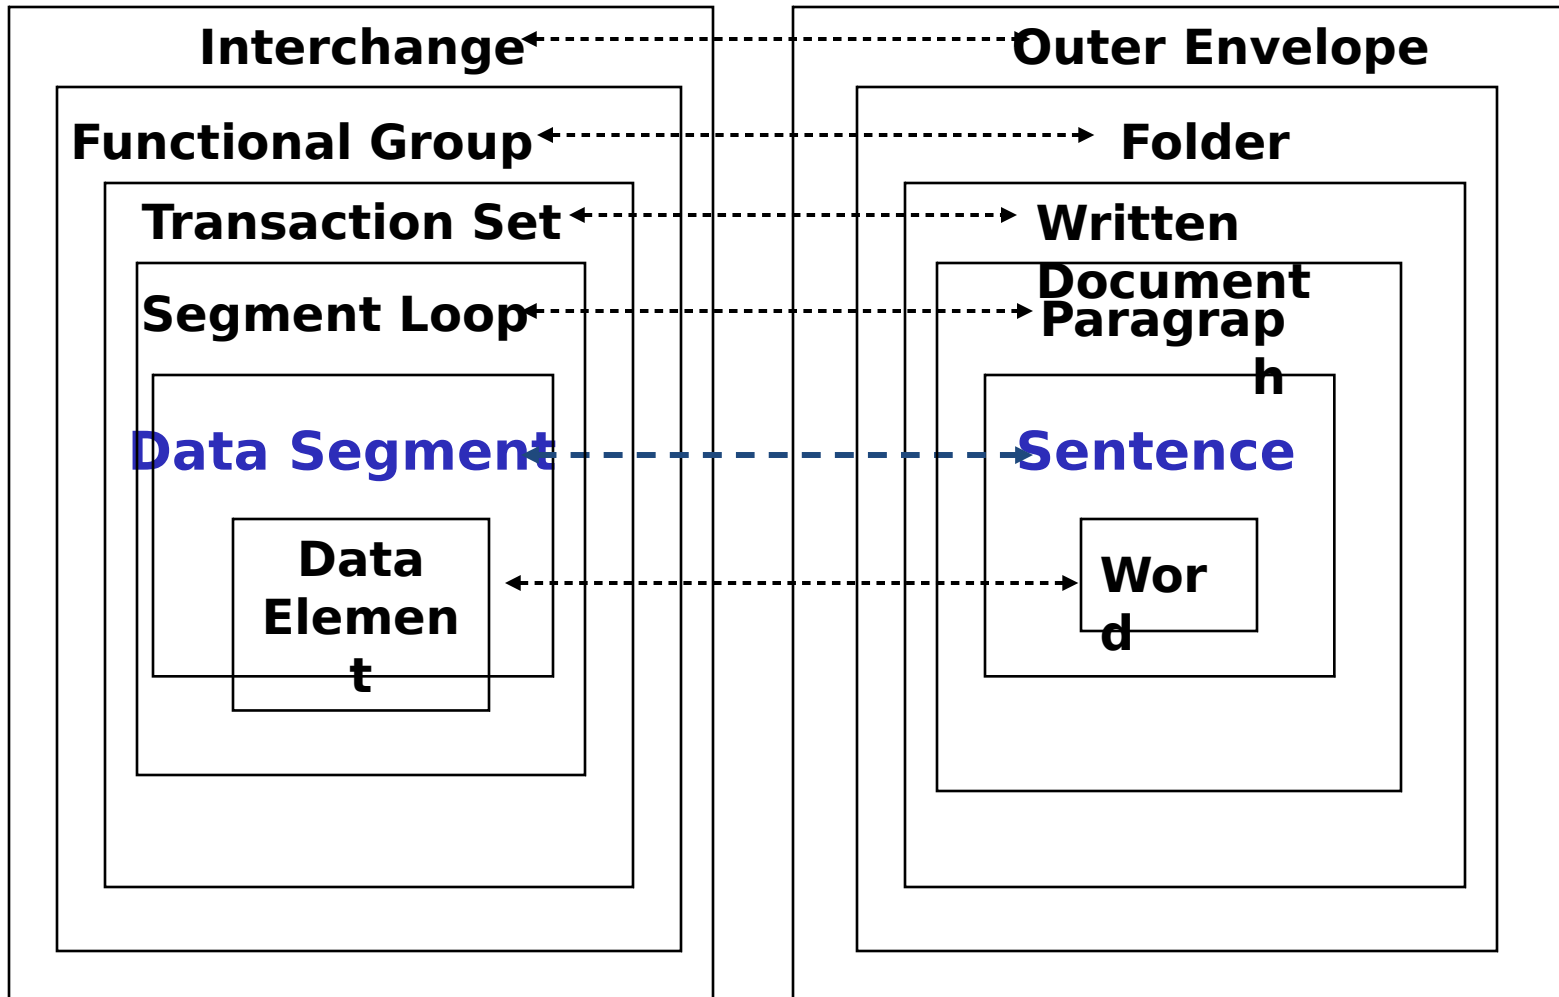 Interchange
Outer Envelope
Functional Group
Folder
Transaction Set
Written
Document
Segment Loop
Paragrap
h
Data Segment
Sentence
Data
Elemen
t
Wor
d